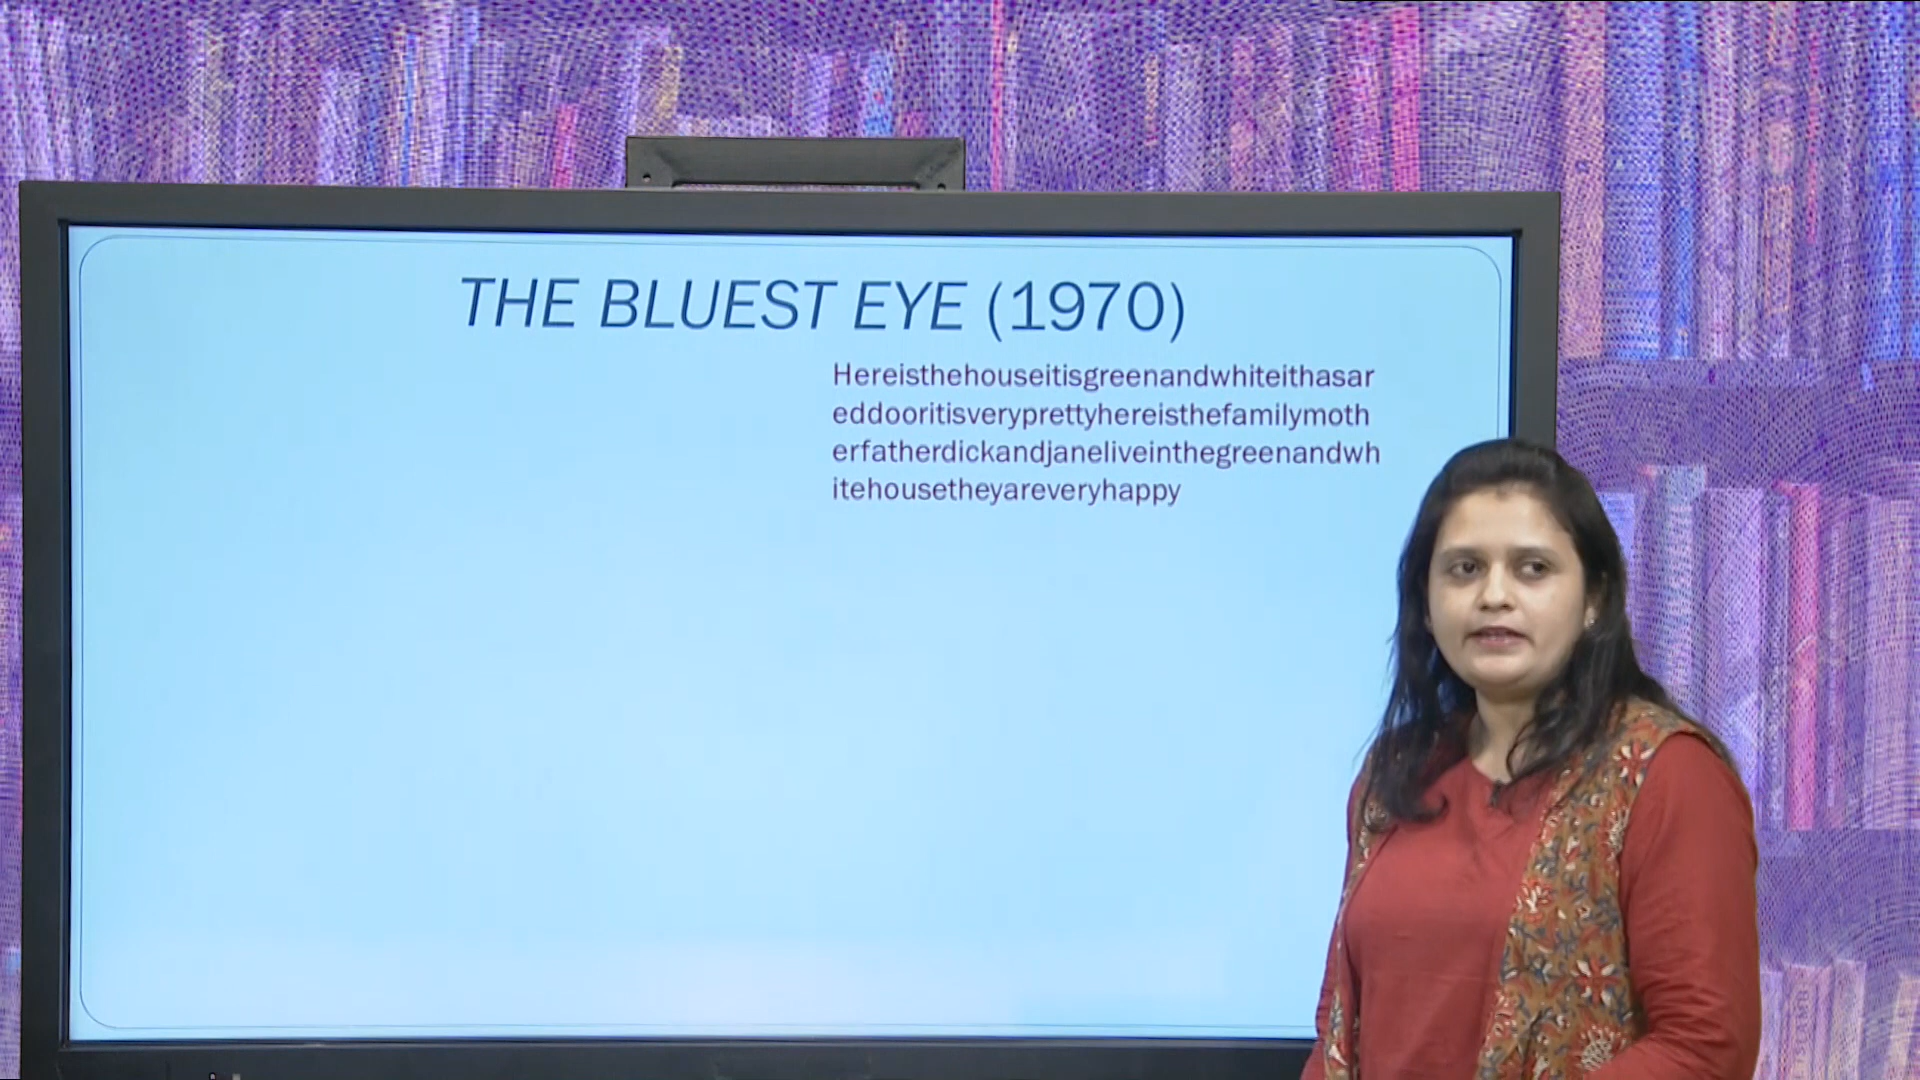 THE BLUEST EYE (1970)
Hereisthehouseitisgreenandwhiteithasar
eddooritisveryprettyhereisthefamilymoth
erfatherdickandjaneliveinthegreenandwh
itehousetheyareveryhappy